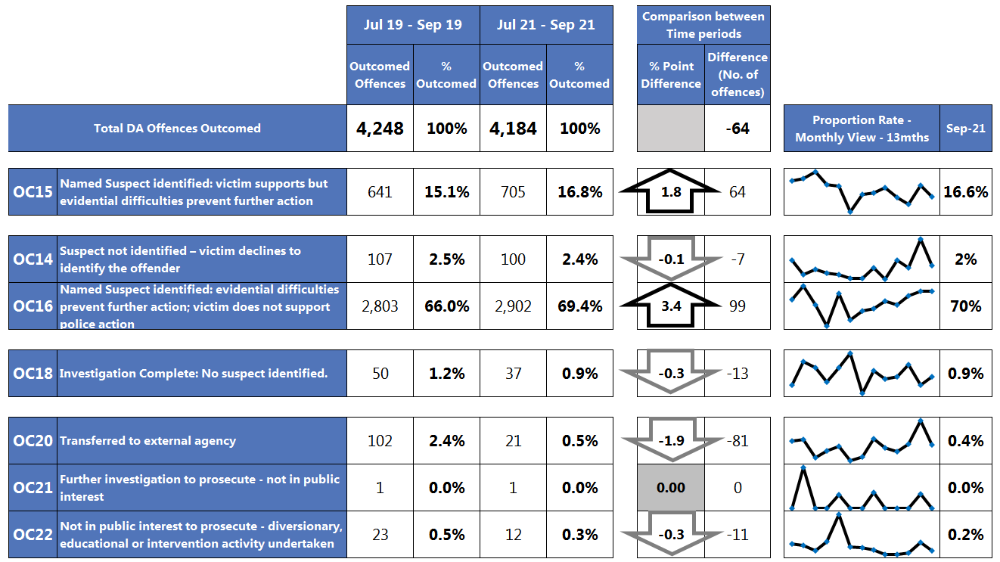 Jul 19 - Sep 19 Jul 21 - Sep 21 Comparison between
Time periods
Outcomed
Offences
%
Outcomed
Outcomed
Offences
%
Outcomed
% Point
Difference
Difference
(No. of
offences)
Total DA Offences Outcomed 4,248 100% 4,184 100% -64
Proportion Rate -
Monthly View - 13mths
Sep-21
OC15 Named Suspect identified: victim supports but
evidential difficulties prevent further action
641 15.1% 705 16.8% 1.8 64 16.6%
OC14 Suspect not identified – victim declines to
identify the offender
107 2.5% 100 2.4% -0.1 -7 2%
OC16 Named Suspect identified: evidential difficulties
prevent further action; victim does not support
police action
2,803 66.0% 2,902 69.4% 3.4 99 70%
OC18 Investigation Complete: No suspect identified. 50 1.2% 37 0.9% -0.3 -13 0.9%
OC20 Transferred to external agency 102 2.4% 21 0.5% -1.9 -81 0.4%
OC21 Further investigation to prosecute - not in public
interest
1 0.0% 1 0.0% 0.00 0 0.0%
OC22 Not in public interest to prosecute - diversionary,
educational or intervention activity undertaken
23 0.5% 12 0.3% -0.3 -11 0.2%